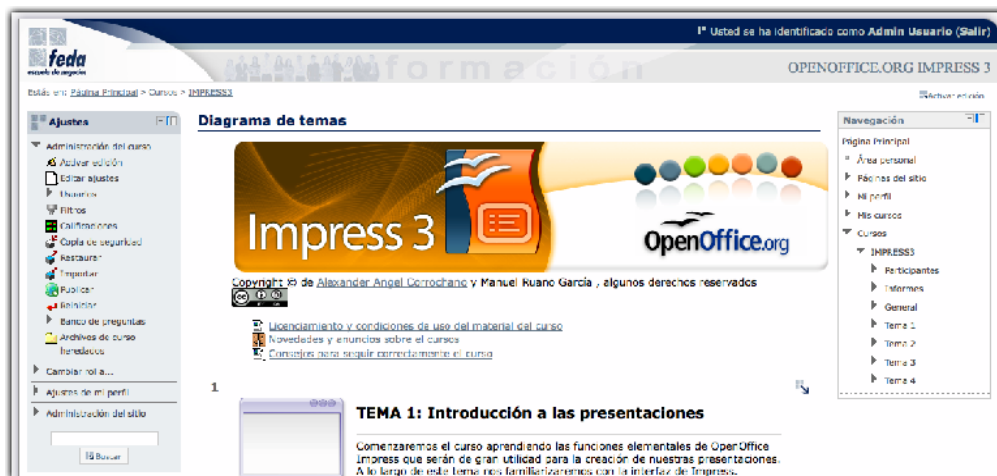 Usted se ha identificado como Admin Usuario (Salir)
feda
escuela de negocios
formación
OPENOFFICE.ORG IMPRESS 3
Estás en: Página Principal > Cursos > IMPRESS3
Activar edición
Ajustes
Administración del curso
Activar edición
Editar ajustes
Usuarios
Filtros
Calificaciones
Copia de seguridad
Restaurar
Importar
Publicar
Reiniciar
Banco de preguntas
Archivos de curso
heredados
Cambiar rol a...
Ajustes de mi perfil
Administración del sitio
Buscar
Diagrama de temas
Impress 3
OpenOffice.org
Copyright © de Alexander Angel Corrochano y Manuel Ruano García , algunos derechos reservados
Licenciamiento y condiciones de uso del material del curso
Novedades y anuncios sobre el cursos
Consejos para seguir correctamente el curso
1
TEMA 1: Introducción a las presentaciones
Comenzaremos el curso aprendiendo las funciones elementales de OpenOffice
Impress que serán de gran utilidad para la creación de nuestras presentaciones.
A lo largo de este tema nos familiarizaremos con la interfaz de Impress.
Navegación
Página Principal
Área personal
Páginas del sitio
Mi perfil
Mis cursos
Cursos
IMPRESS3
Participantes
Informes
General
Tema 1
Tema 2
Tema 3
Tema 4